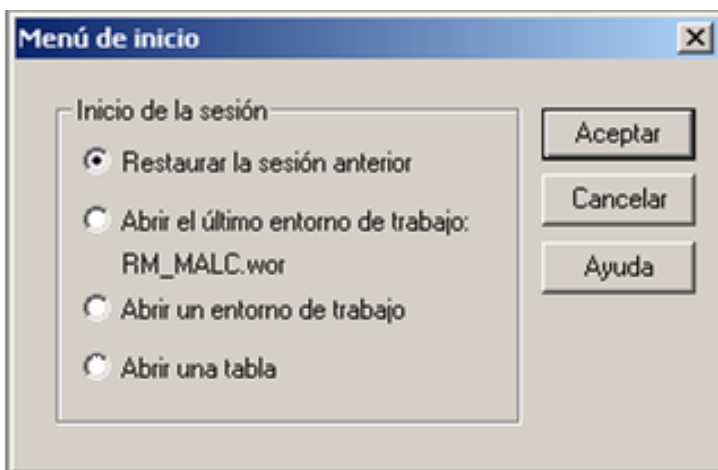 Menú de inicio
Inicio de la sesión
Restaurar la sesión anterior
Abrir el último entorno de trabajo:
RM_MALC.wor
Abrir un entorno de trabajo
Abrir una tabla
Aceptar
Cancelar
Ayuda